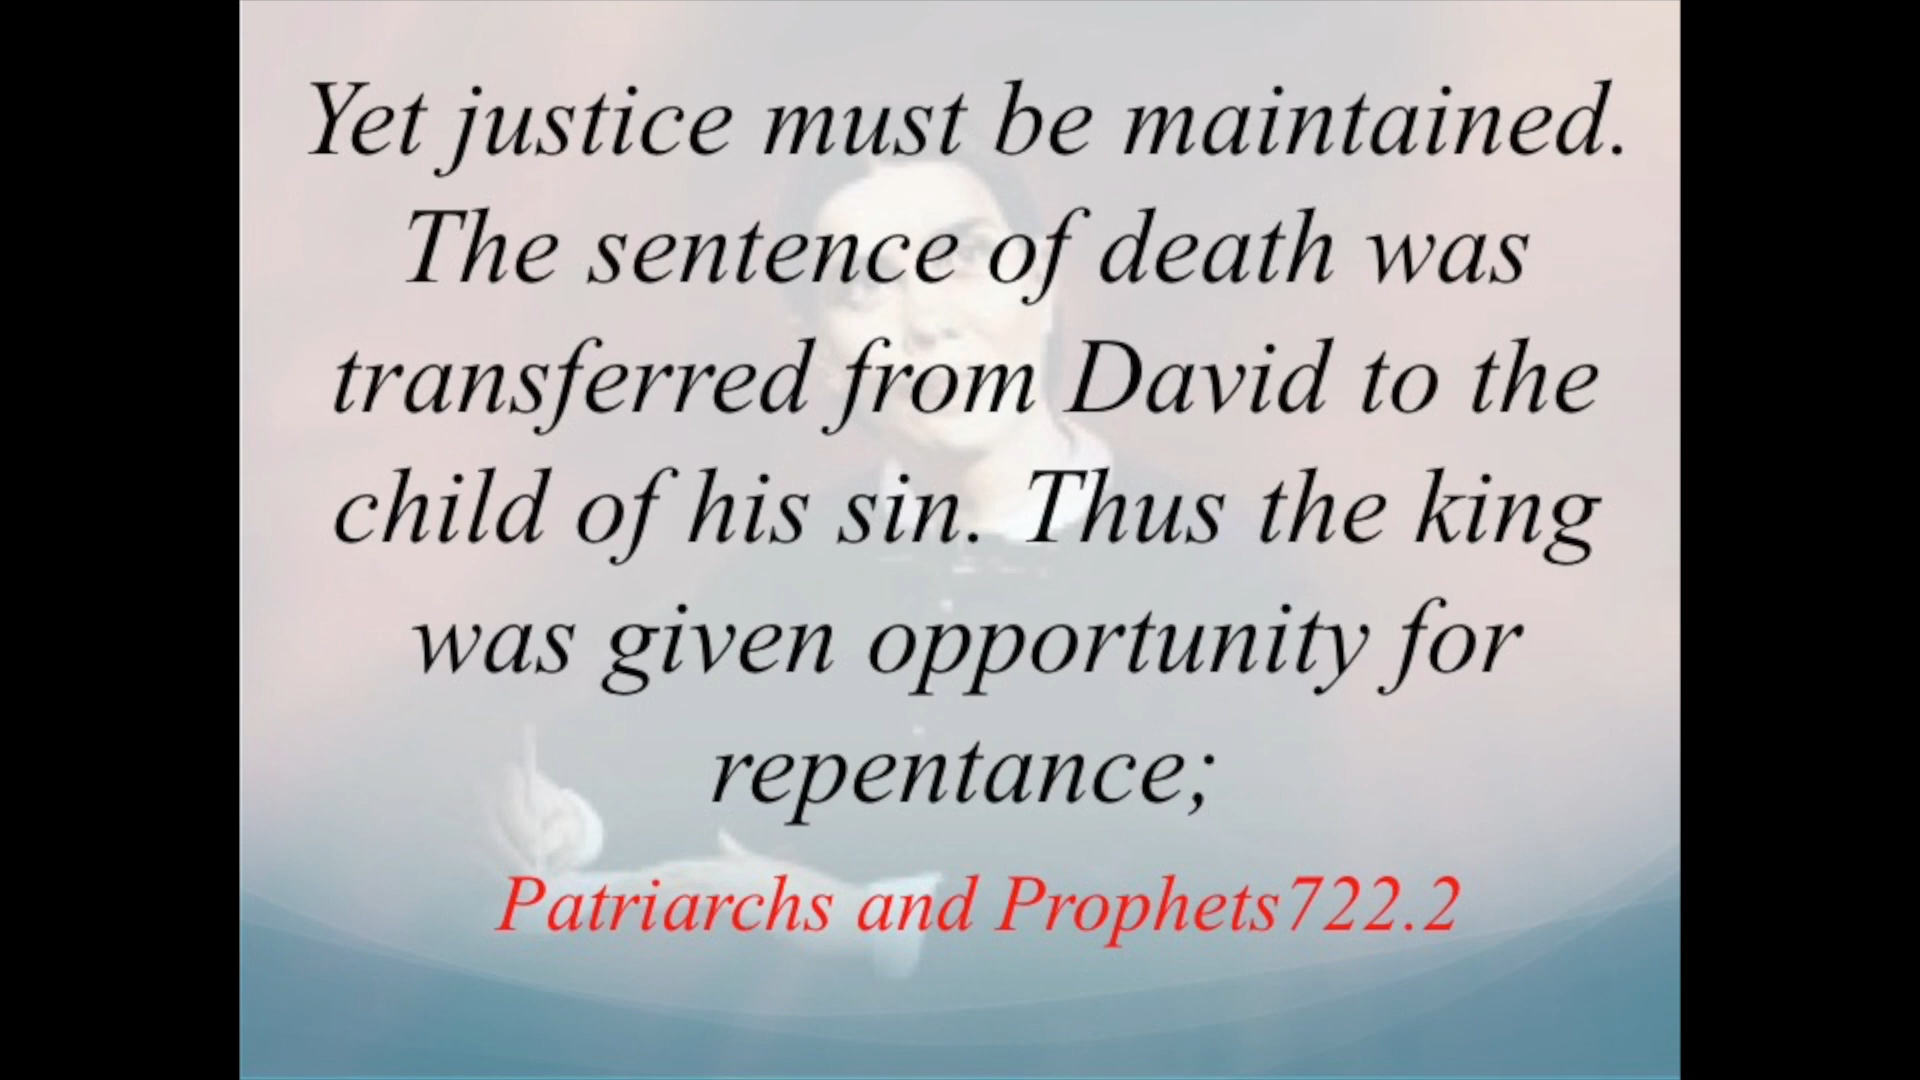 Yet justice must be maintained.
The sentence of death was
transferred from David to the
child of his sin. Thus the king
was given opportunity for
repentance;
Patriarchs and Prophets722.2